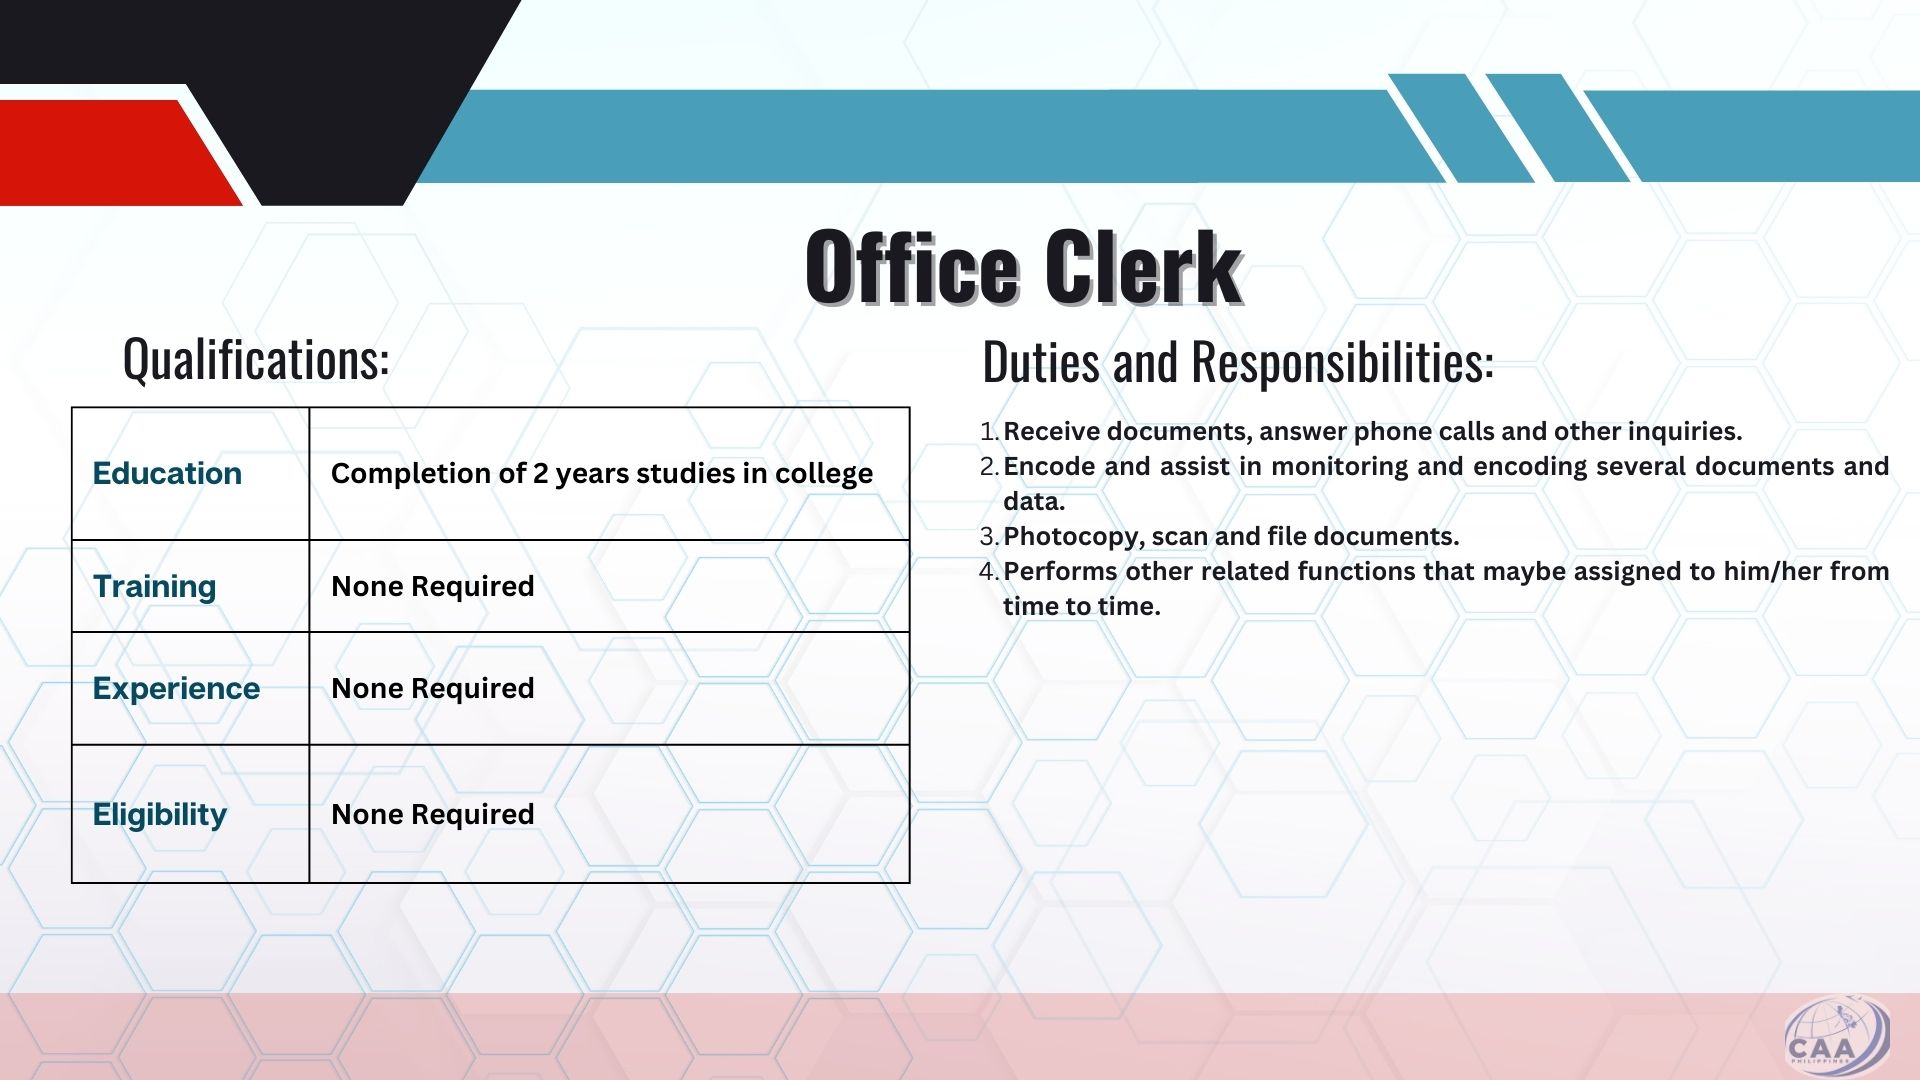 Office Clerk
Qualifications:
Education
Completion of 2 years studies in college
Training
None Required
Experience
None Required
Eligibility
None Required
Duties and Responsibilities:
1. Receive documents, answer phone calls and other inquiries.
2. Encode and assist in monitoring and encoding several documents and
data.
3. Photocopy, scan and file documents.
4. Performs other related functions that maybe assigned to him/her from
time to time.
CAA
PHILIPPINES